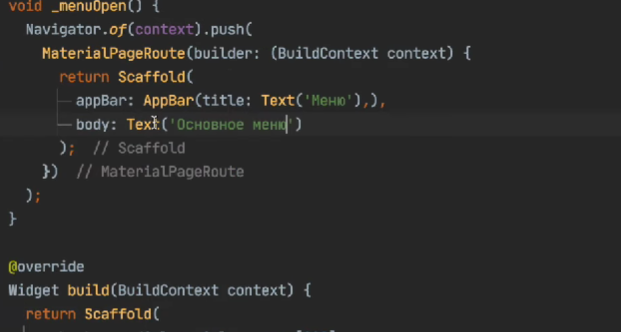 void _menuOpen() {
Navigator.of(context).push(
MaterialPageRoute(builder: (BuildContext context) {
return Scaffold(
appBar: AppBar(title: Text('Меню'),),
body: Text('Основное меню')
); // Scaffold
}) // MaterialPageRoute
);
}
@override
Widget build(BuildContext context) {
return Scaffold(